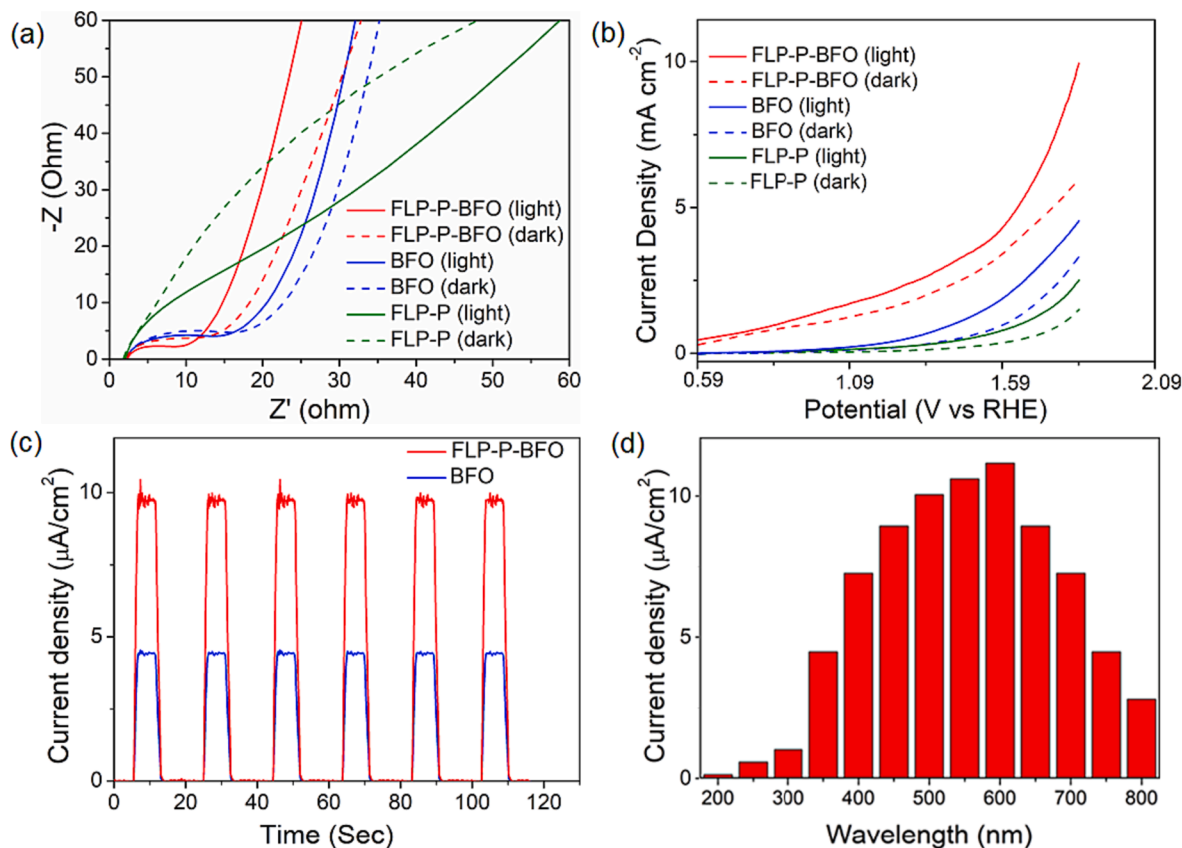 (a)
60
50
40
30
20
10
0
-Z (Ohm)
FLP-P-BFO (light)
FLP-P-BFO (dark)
BFO (light)
BFO (dark)
FLP-P (light)
FLP-P (dark)
0 10 20 30 40 50 60
Z' (ohm)
(b)
10
5
0
Current Density (mA cm-2)
FLP-P-BFO (light)
FLP-P-BFO (dark)
BFO (light)
BFO (dark)
FLP-P (light)
FLP-P (dark)
0.59 1.09 1.59 2.09
Potential (V vs RHE)
(c)
10
5
0
Current density (μA/cm2)
FLP-P-BFO
BFO
0 20 40 60 80 100 120
Time (Sec)
(d)
10
5
0
Current density (μA/cm2)
200 300 400 500 600 700 800
Wavelength (nm)